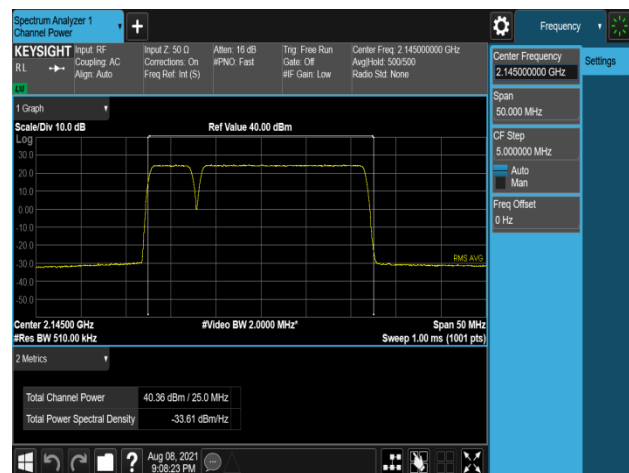 Spectrum Analyzer 1
Channel Power
Frequency
KEYSIGHT
RL
LW
Input: RF
Coupling: AC
Align: Auto
Input Z: 50 Ω
Corrections: On
Freq Ref: Int (S)
Atten: 16 dB
#PNO: Fast
Trig: Free Run
Gate: Off
#IF Gain: Low
Center Freq: 2.145000000 GHz
Avg|Hold: 500/500
Radio Std: None
Center Frequency
2.145000000 GHz
Settings
Span
50.000 MHz
CF Step
5.000000 MHz
Auto
Man
Freq Offset
0 Hz
1 Graph
Scale/Div 10.0 dB
Ref Value 40.00 dBm
Log
30.0
20.0
10.0
0.00
-10.0
-20.0
-30.0
-40.0
-50.0
RMS AVG
Center 2.14500 GHz
#Video BW 2.0000 MHz*
Span 50 MHz
#Res BW 510.00 kHz
Sweep 1.00 ms (1001 pts)
2 Metrics
Total Channel Power 40.36 dBm / 25.0 MHz
Total Power Spectral Density -33.61 dBm/Hz
?
Aug 08, 2021
9:08:23 PM